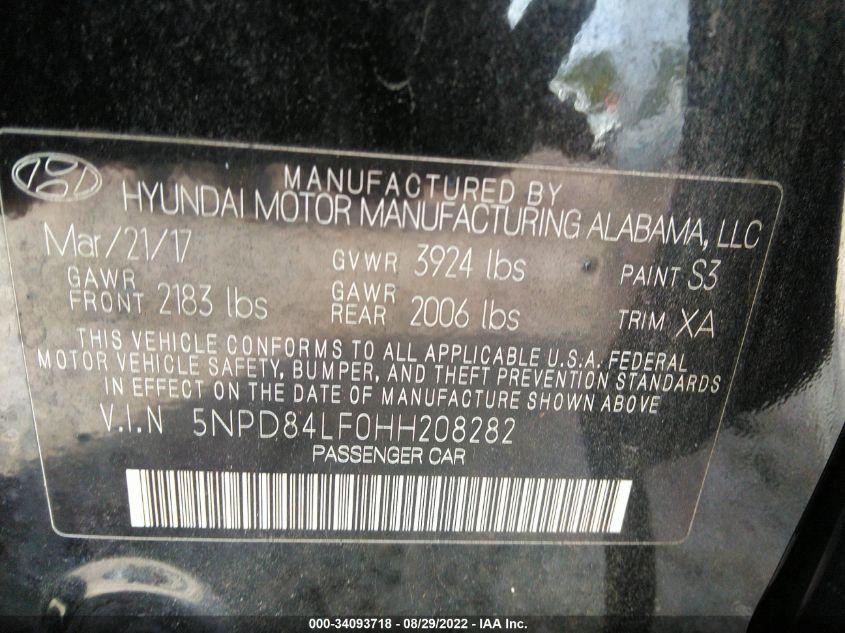 MANUFACTURED BY
HYUNDAI MOTOR MANUFACTURING ALABAMA, LLC
Mar/21/17 GVWR 3924 lbs PAINT S3
GAWR FRONT 2183 lbs GAWR REAR 2006 lbs TRIM XA
THIS VEHICLE CONFORMS TO ALL APPLICABLE U.S.A. FEDERAL
MOTOR VEHICLE SAFETY, BUMPER, AND THEFT PREVENTION STANDARDS
IN EFFECT ON THE DATE OF MANUFACTURE SHOWN ABOVE
V.I.N 5NPD84LF0HH208282
PASSENGER CAR
000-34093718 - 08/29/2022 - IAA Inc.